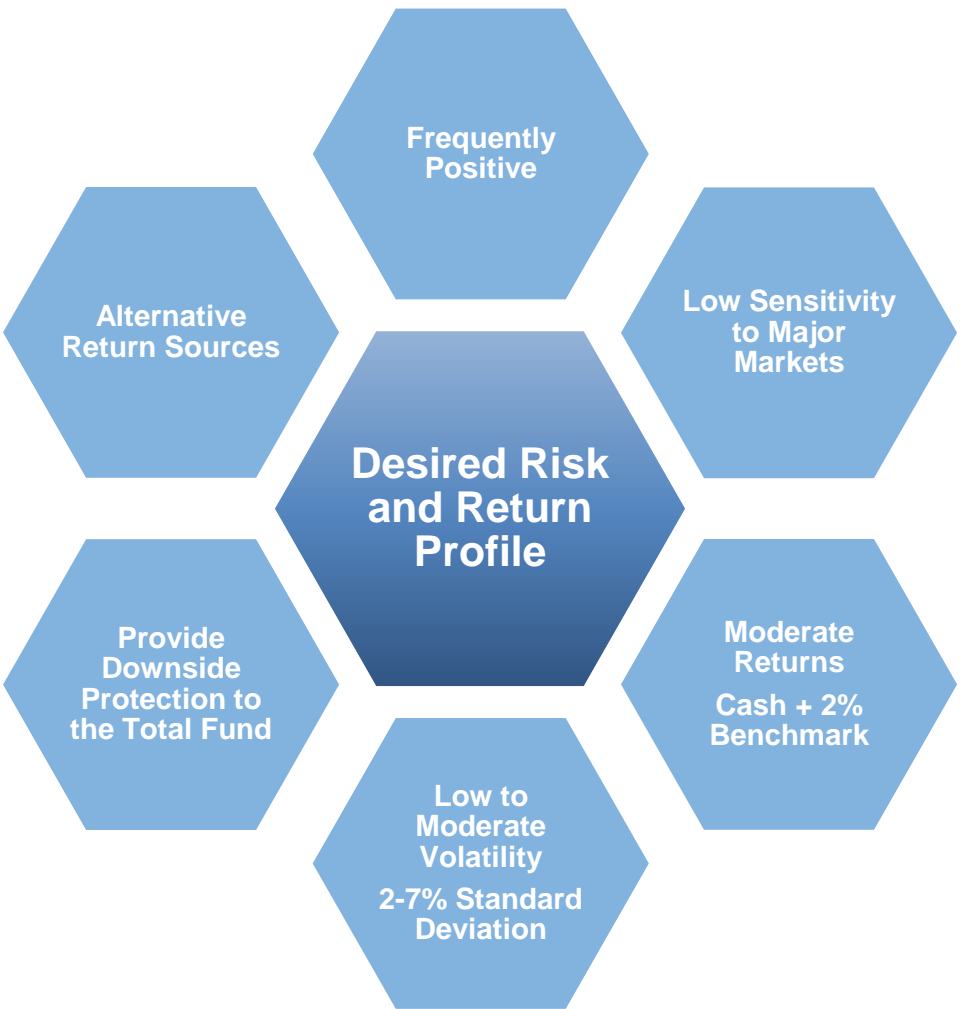 Frequently
Positive
Low Sensitivity
to Major
Markets
Alternative
Return Sources
Desired Risk
and Return
Profile
Moderate
Returns
Cash + 2%
Benchmark
Provide
Downside
Protection to
the Total Fund
Low to
Moderate
Volatility
2-7% Standard
Deviation